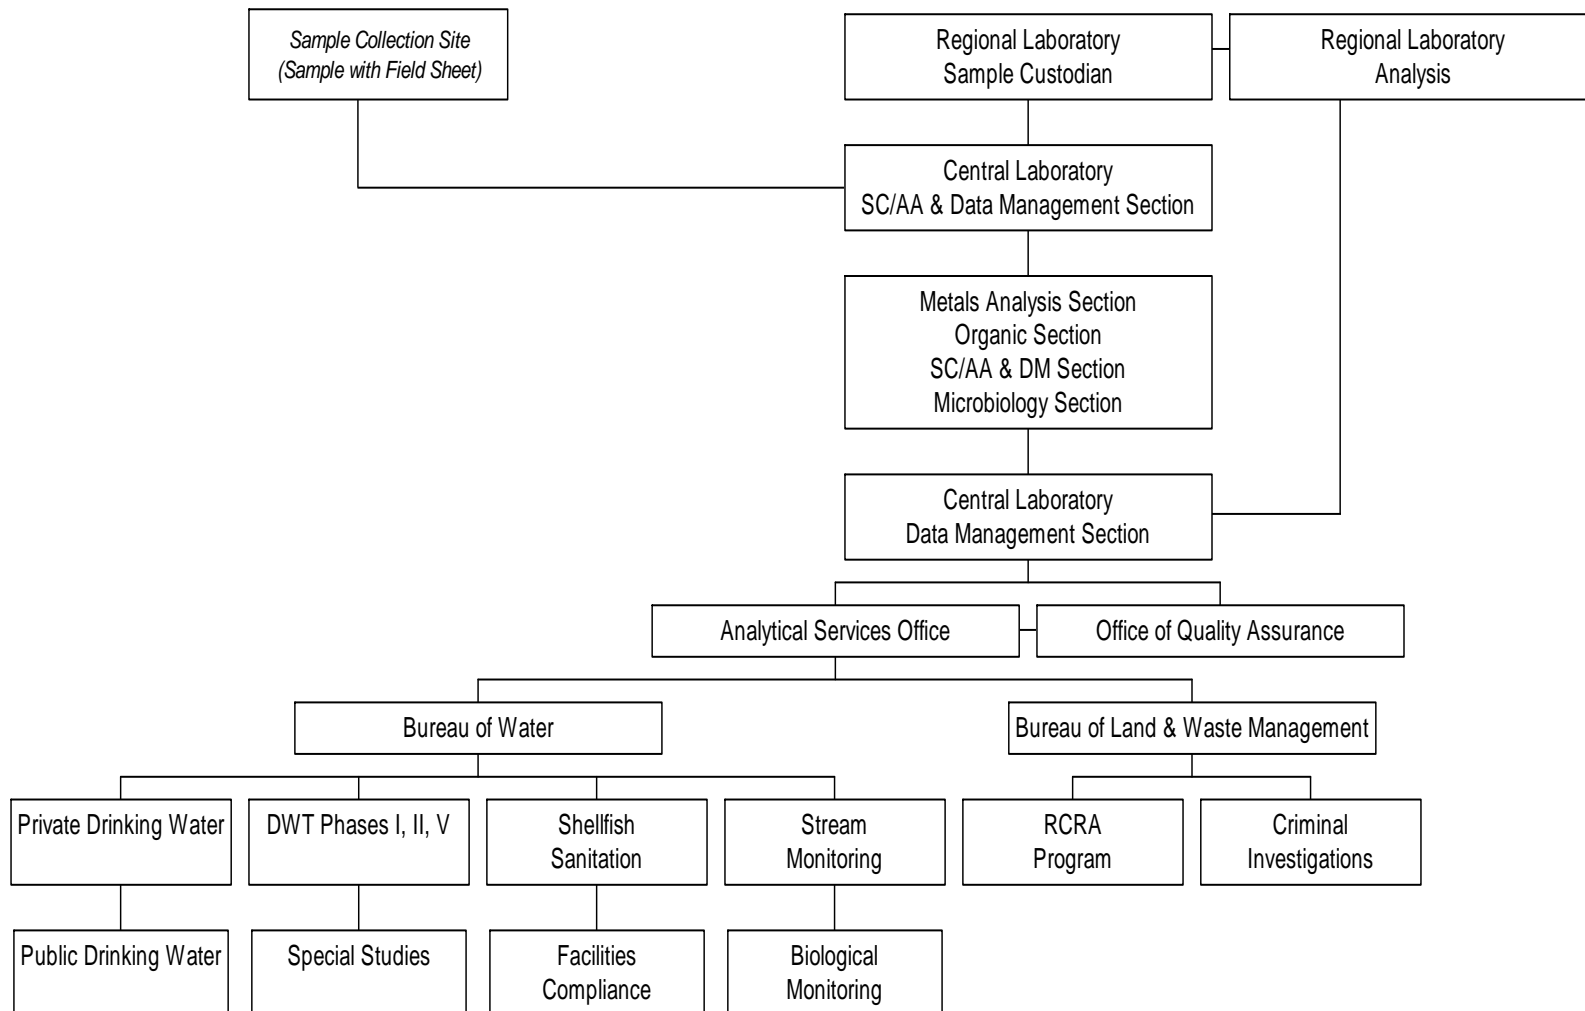 Sample Collection Site
(Sample with Field Sheet)
Regional Laboratory
Sample Custodian
Regional Laboratory
Analysis
Central Laboratory
SC/AA & Data Management Section
Metals Analysis Section
Organic Section
SC/AA & DM Section
Microbiology Section
Central Laboratory
Data Management Section
Analytical Services Office
Office of Quality Assurance
Bureau of Water
Bureau of Land & Waste Management
Private Drinking Water
DWT Phases I, II, V
Shellfish
Sanitation
Stream
Monitoring
RCRA
Program
Criminal
Investigations
Public Drinking Water
Special Studies
Facilities
Compliance
Biological
Monitoring